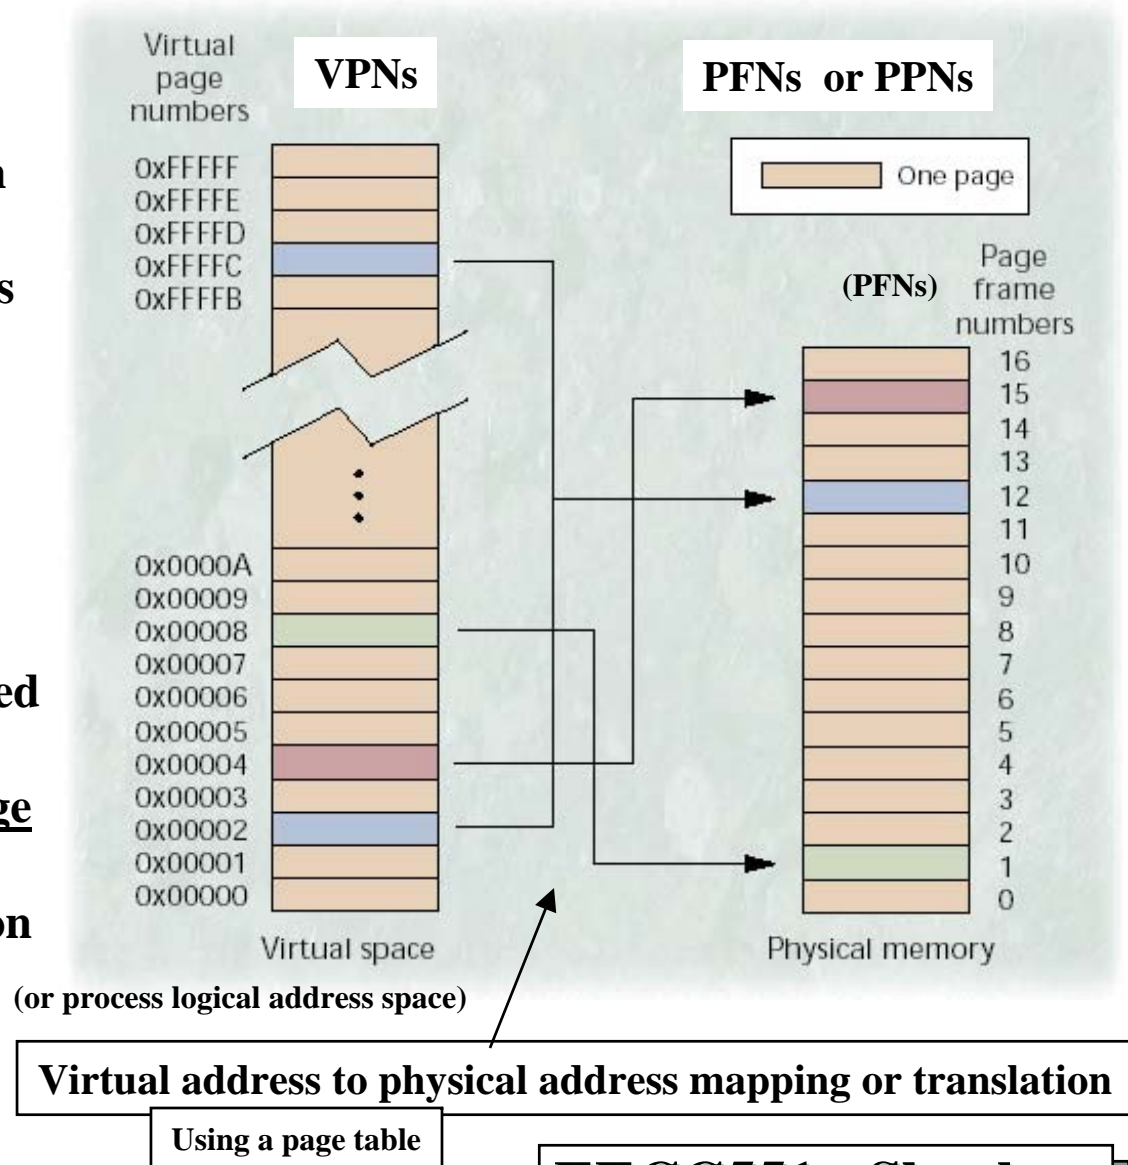 Virtual
page
numbers
VPNs
PFNs or PPNs
One page
0xFFFFF
0xFFFFE
0xFFFFD
0xFFFFC
0xFFFFB
(PFNs)
Page
frame
numbers
16
15
14
13
12
11
10
9
8
7
6
5
4
3
2
1
0
0x0000A
0x00009
0x00008
0x00007
0x00006
0x00005
0x00004
0x00003
0x00002
0x00001
0x00000
s
ed
ge
on
Virtual space
Physical memory
(or process logical address space)
Virtual address to physical address mapping or translation
Using a page table